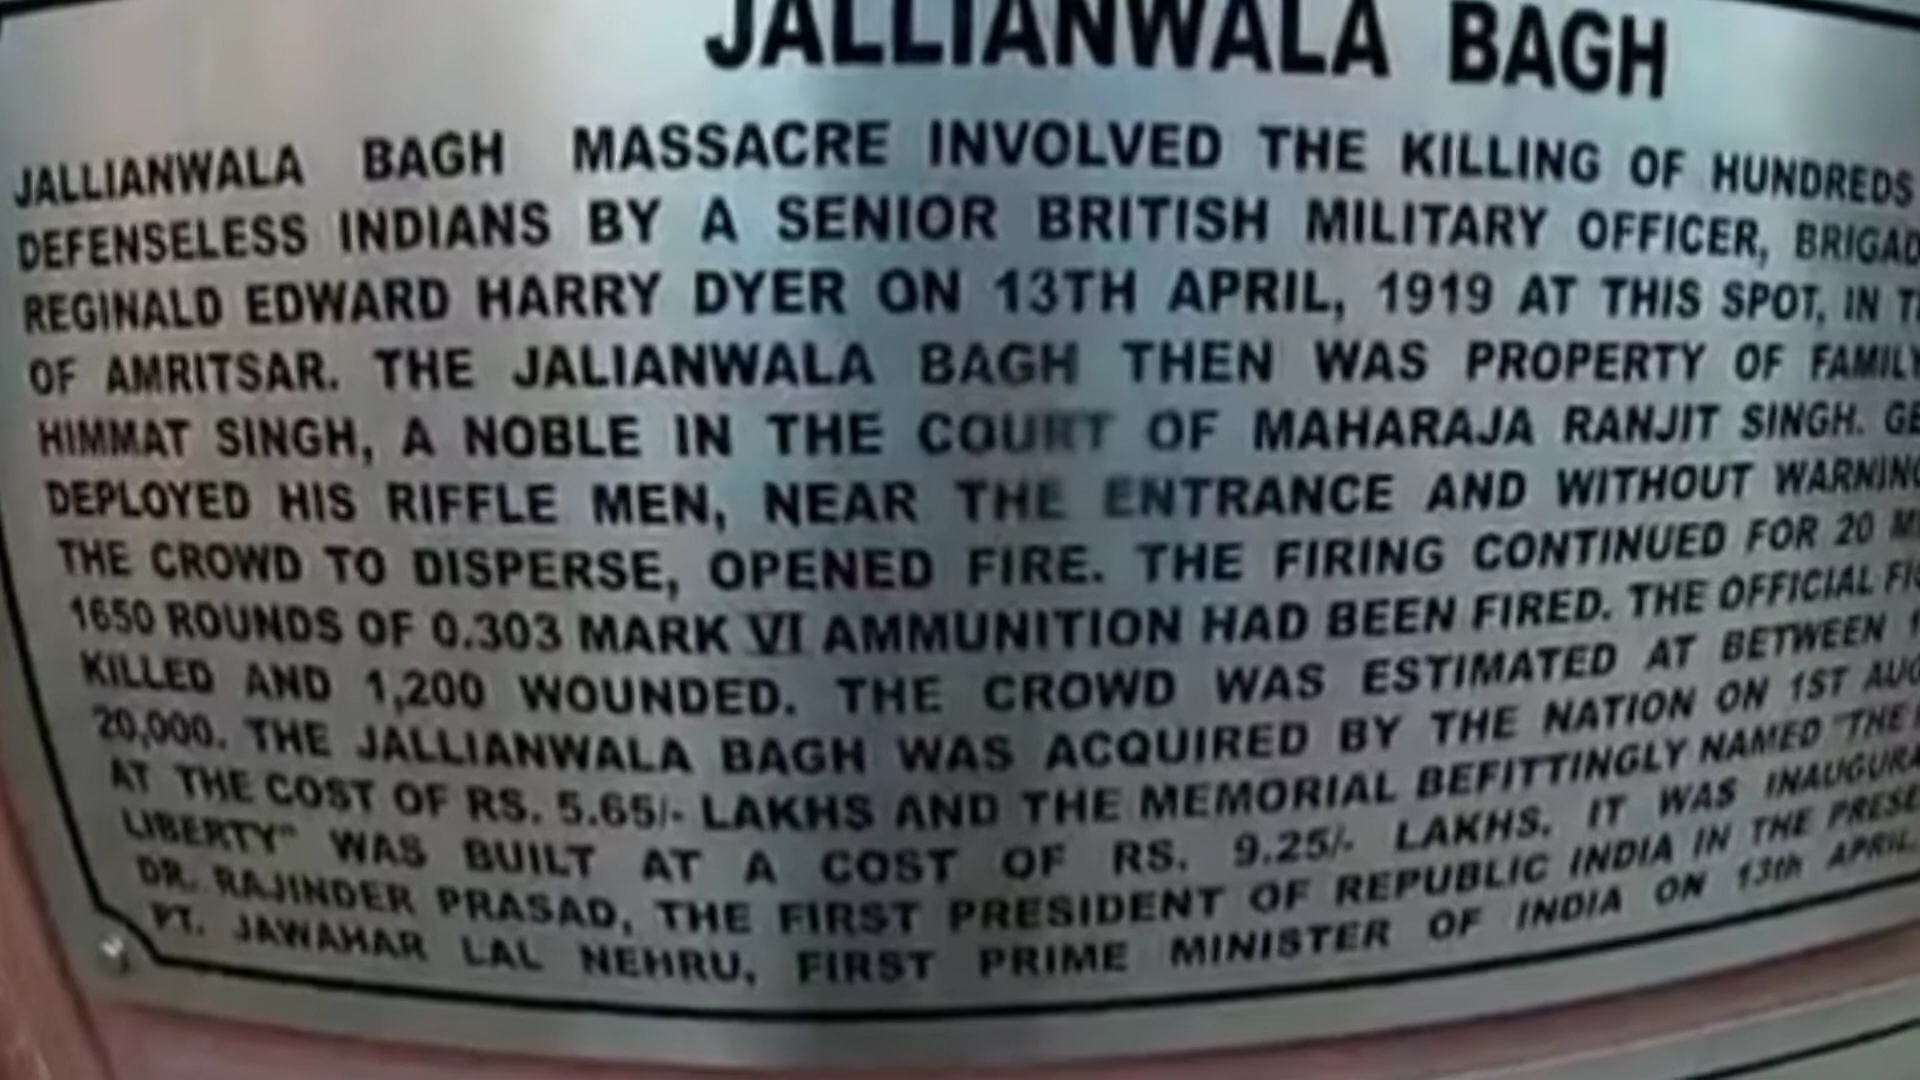 JALLIANWALA BAGH
JALLIANWALA BAGH MASSACRE INVOLVED THE KILLING OF HUNDREDS
DEFENSELESS INDIANS BY A SENIOR BRITISH MILITARY OFFICER, BRIGAD
REGINALD EDWARD HARRY DYER ON 13TH APRIL, 1919 AT THIS SPOT, IN
OF AMRITSAR. THE JALIANWALA BAGH THEN WAS PROPERTY OF FAMILY
HIMMAT SINGH, A NOBLE IN THE COURT OF MAHARAJA RANJIT SINGH. GE
DEPLOYED HIS RIFFLE MEN, NEAR THE ENTRANCE AND WITHOUT WARNING
THE CROWD TO DISPERSE, OPENED FIRE. THE FIRING CONTINUED FOR 20
1650 ROUNDS OF 0.303 MARK VI AMMUNITION HAD BEEN FIRED. THE OFFICIAL
KILLED AND 1,200 WOUNDED. THE CROWD WAS ESTIMATED AT BETWEEN
20,000. THE JALLIANWALA BAGH WAS ACQUIRED BY THE NATION ON 1ST AUG
AT THE COST OF RS. 5.65/- LAKHS AND THE MEMORIAL BEFITTINGLY NAMED "THE
LIBERTY" WAS BUILT AT A COST OF RS. 9.25/- LAKHS. IT WAS INAUGURA
DR. RAJINDER PRASAD, THE FIRST PRESIDENT OF REPUBLIC INDIA IN THE PRESE
PT. JAWAHAR LAL NEHRU, FIRST PRIME MINISTER OF INDIA ON 13th APRIL,